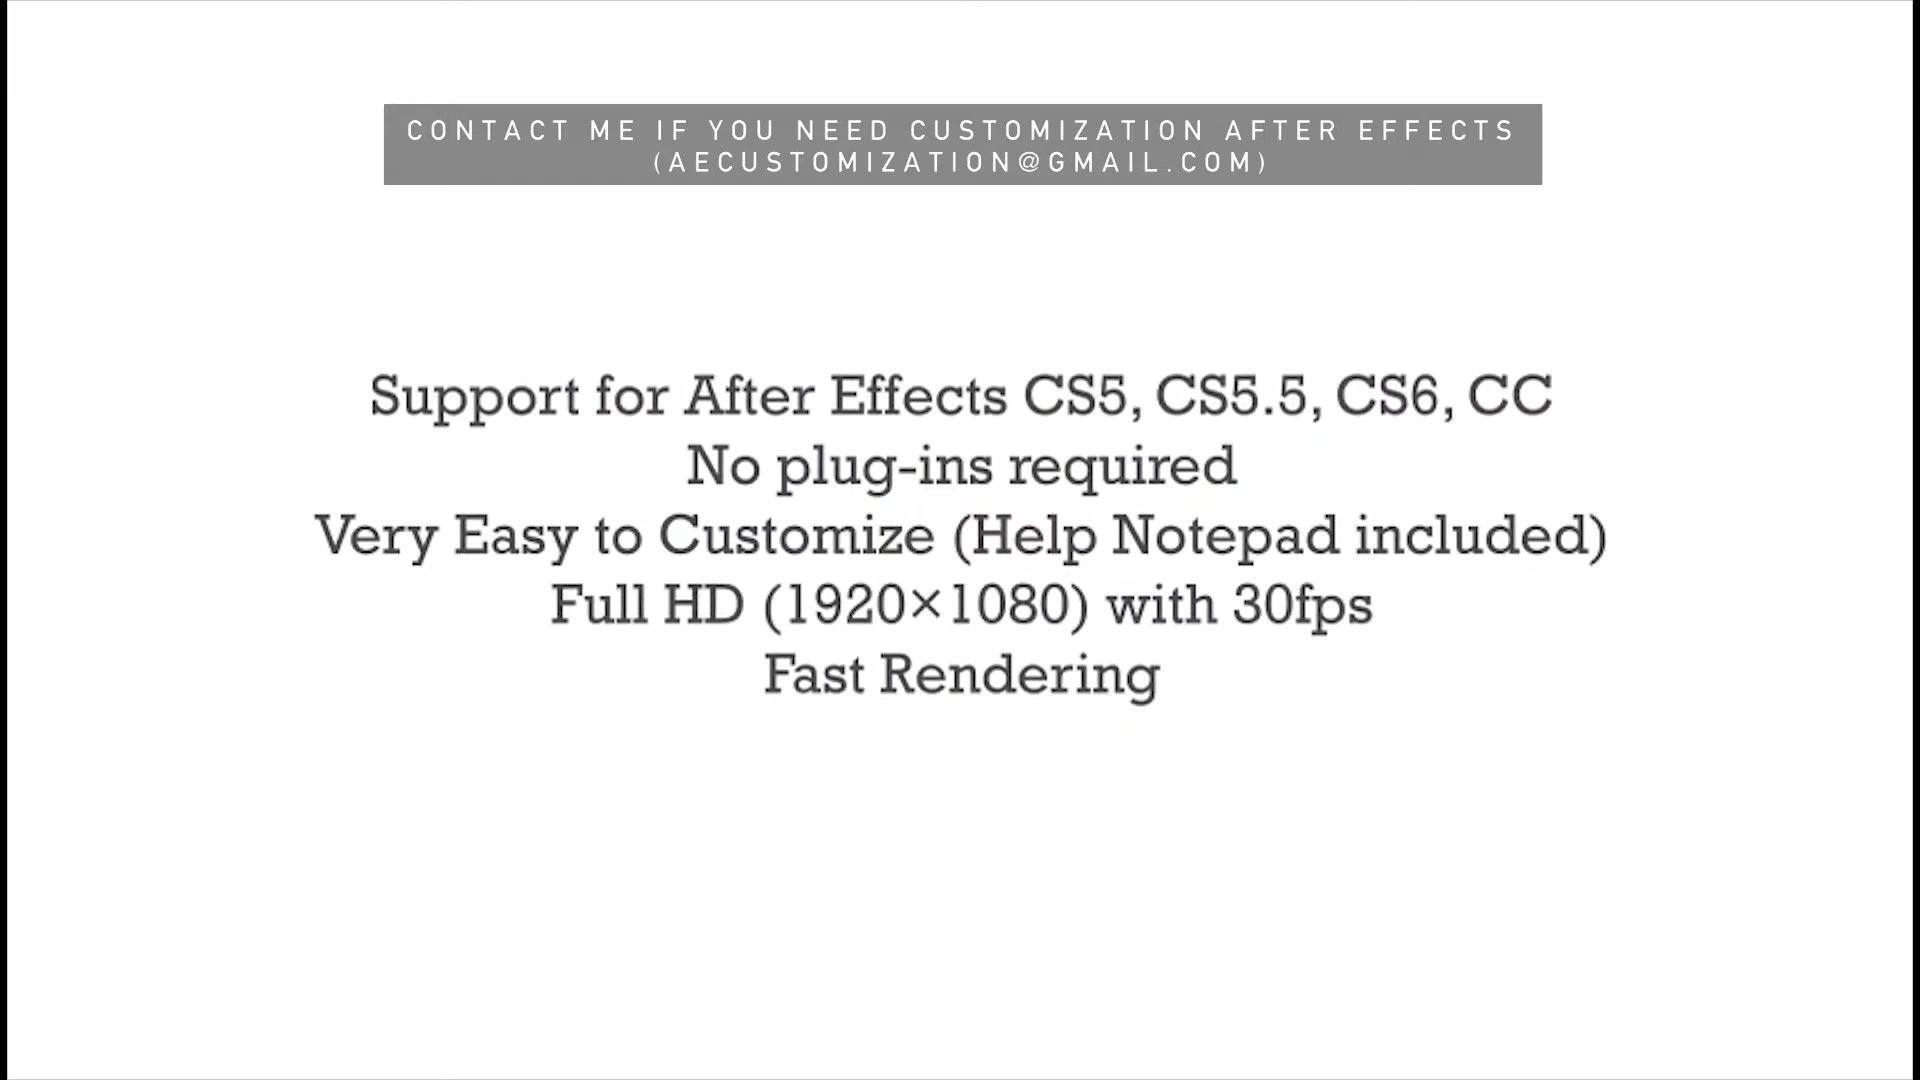 CONTACT ME IF YOU NEED CUSTOMIZATION AFTER EFFECTS
(AECUSTOMIZATION@GMAIL.COM)
Support for After Effects CS5, CS5.5, CS6, CC
No plug-ins required
Very Easy to Customize (Help Notepad included)
Full HD (1920×1080) with 30fps
Fast Rendering